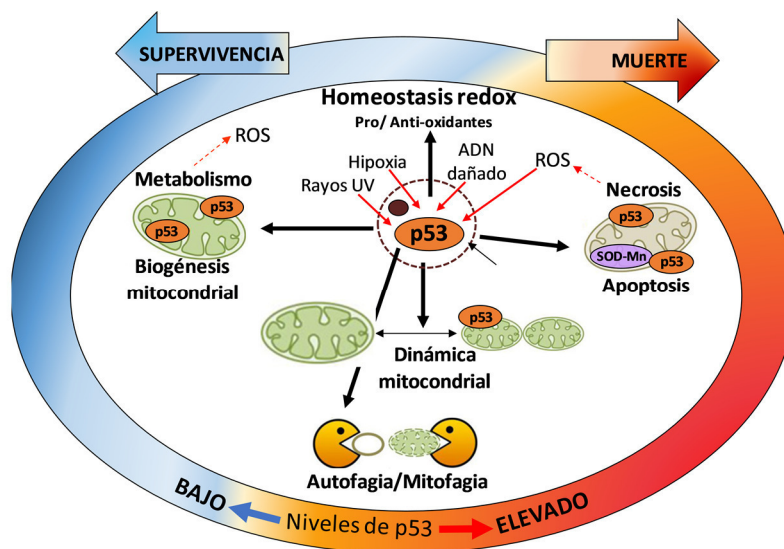 SUPERVIVENCIA
MUERTE
Homeostasis redox
Pro/ Anti-oxidantes
ROS
Metabolismo
p53
p53
Biogénesis
mitocondrial
Rayos UV
Hipoxia
ADN
dañado
ROS
p53
Necrosis
p53
SOD-Mn
p53
Apoptosis
p53
Dinámica
mitocondrial
Autofagia/Mitofagia
BAJO
Niveles de p53
ELEVADO